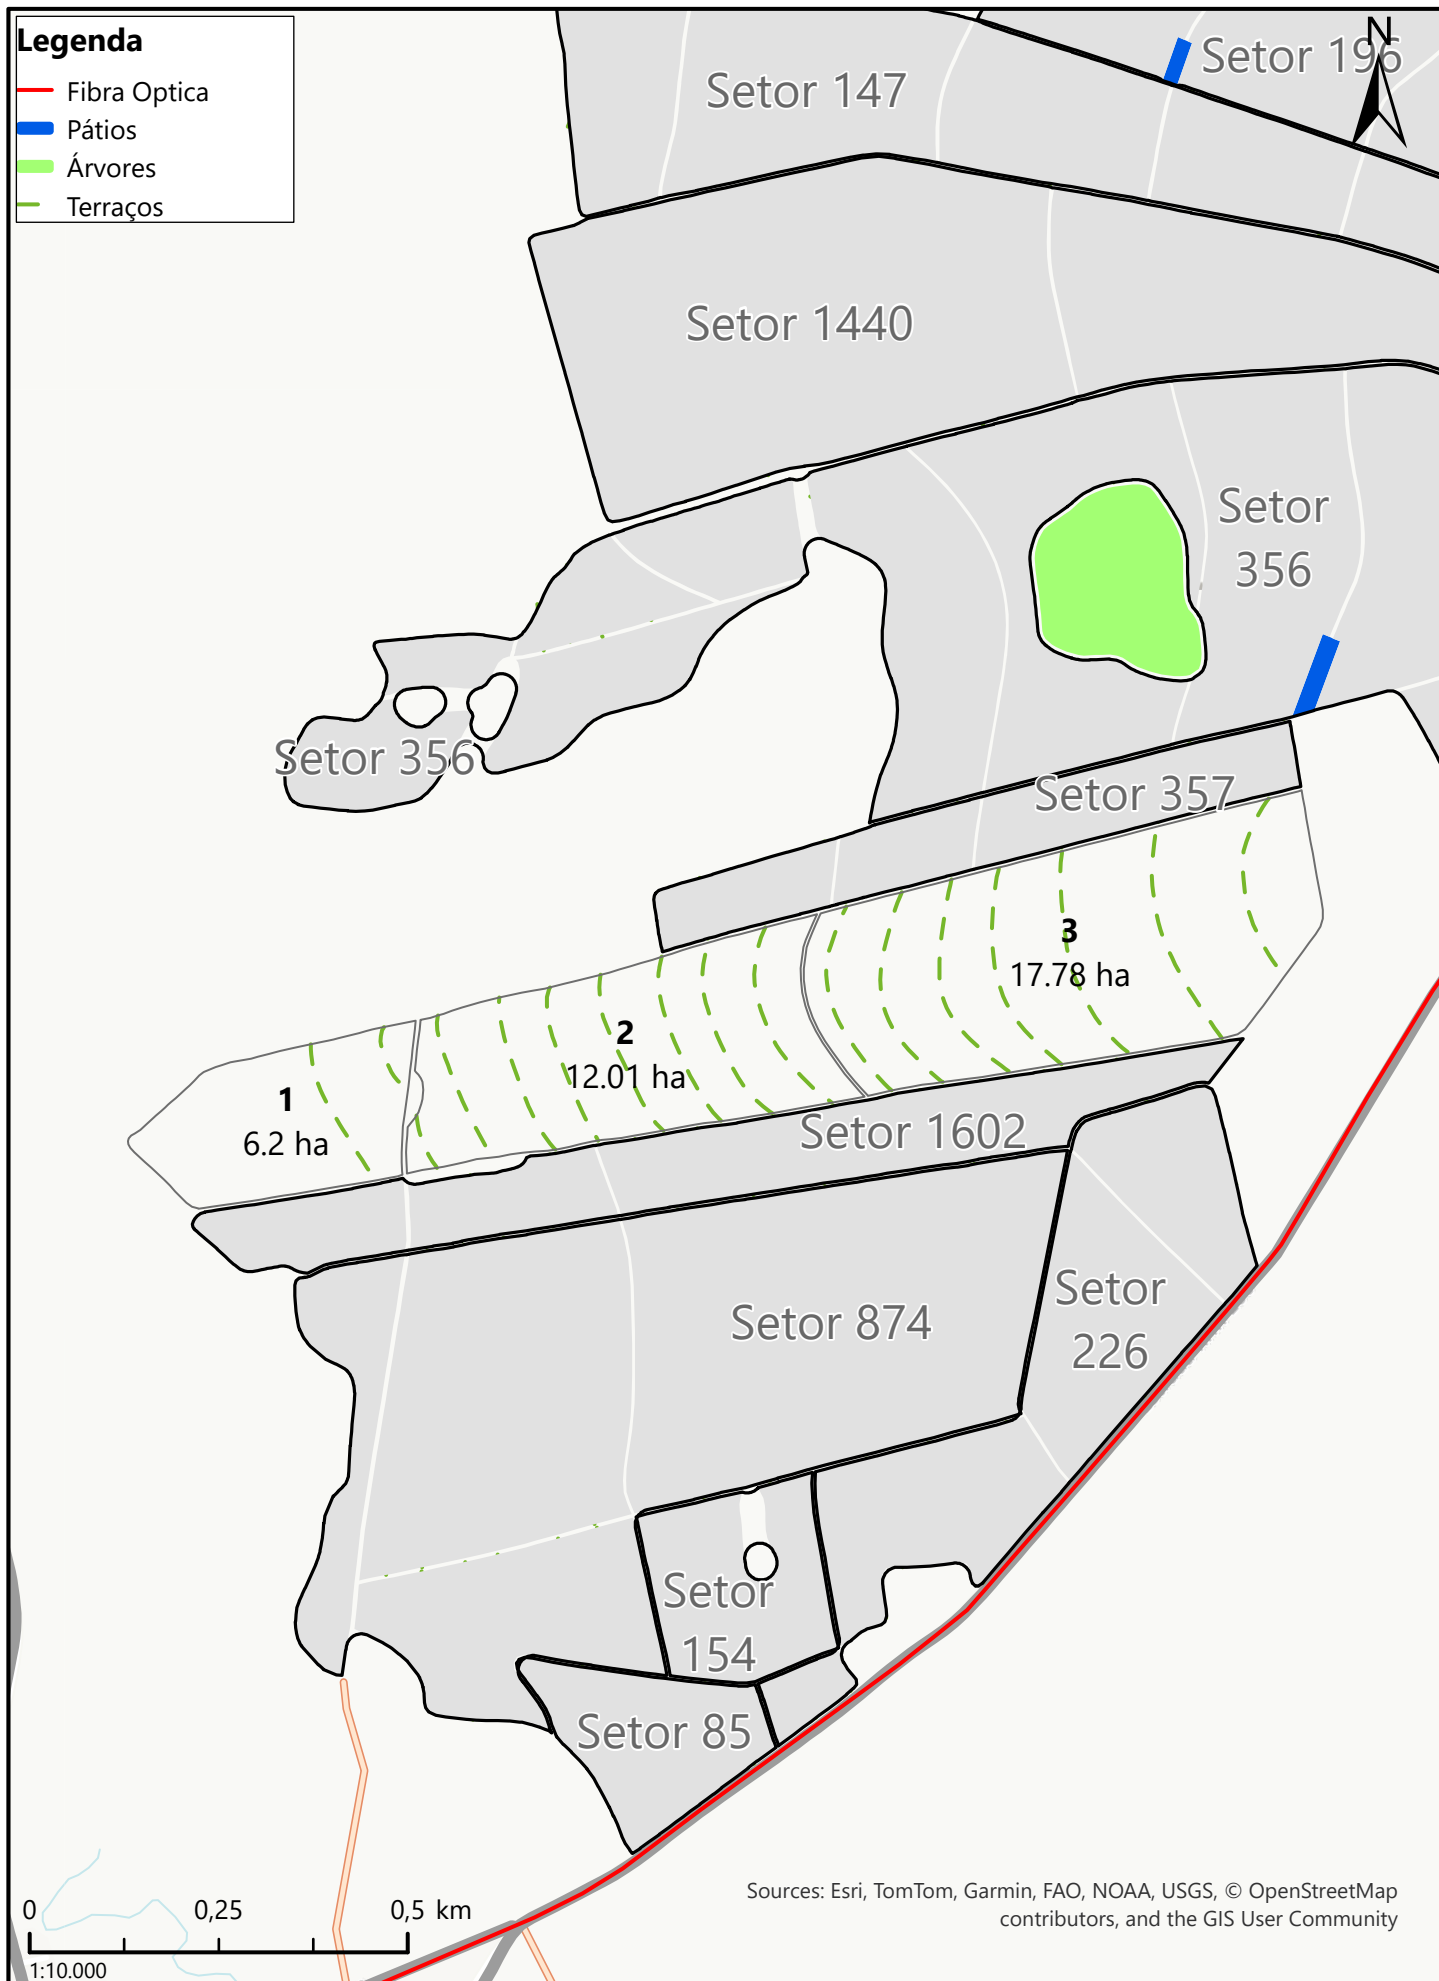 Legenda
Fibra Optica
Pátios
Árvores
Terraços
N
Setor 196
Setor 147
Setor 1440
Setor
356
Setor 356
Setor 357
3
17.78 ha
2
12.01 ha
1
6.2 ha
Setor 1602
Setor
226
Setor 874
Setor
154
Setor 85
Sources: Esri, TomTom, Garmin, FAO, NOAA, USGS, © OpenStreetMap
contributors, and the GIS User Community
0 0,25 0,5 km
1:10.000